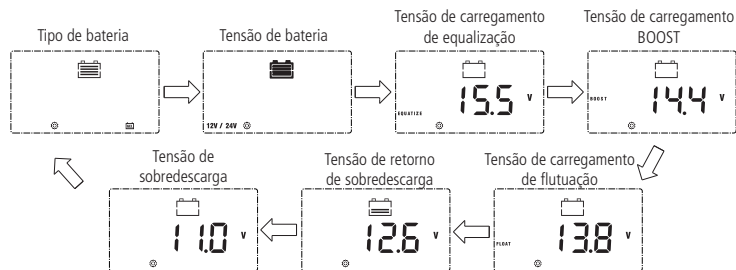 Tipo de bateria
Tensão de bateria
12V / 24V
Tensão de carregamento
de equalização
EQUATIZE
15.5 V
Tensão de carregamento
BOOST
BOOST
14.4 V
Tensão de carregamento
de flutuação
FLOAT
13.8 V
Tensão de retorno
de sobredescarga
12.6 V
Tensão de
sobredescarga
11.0 V